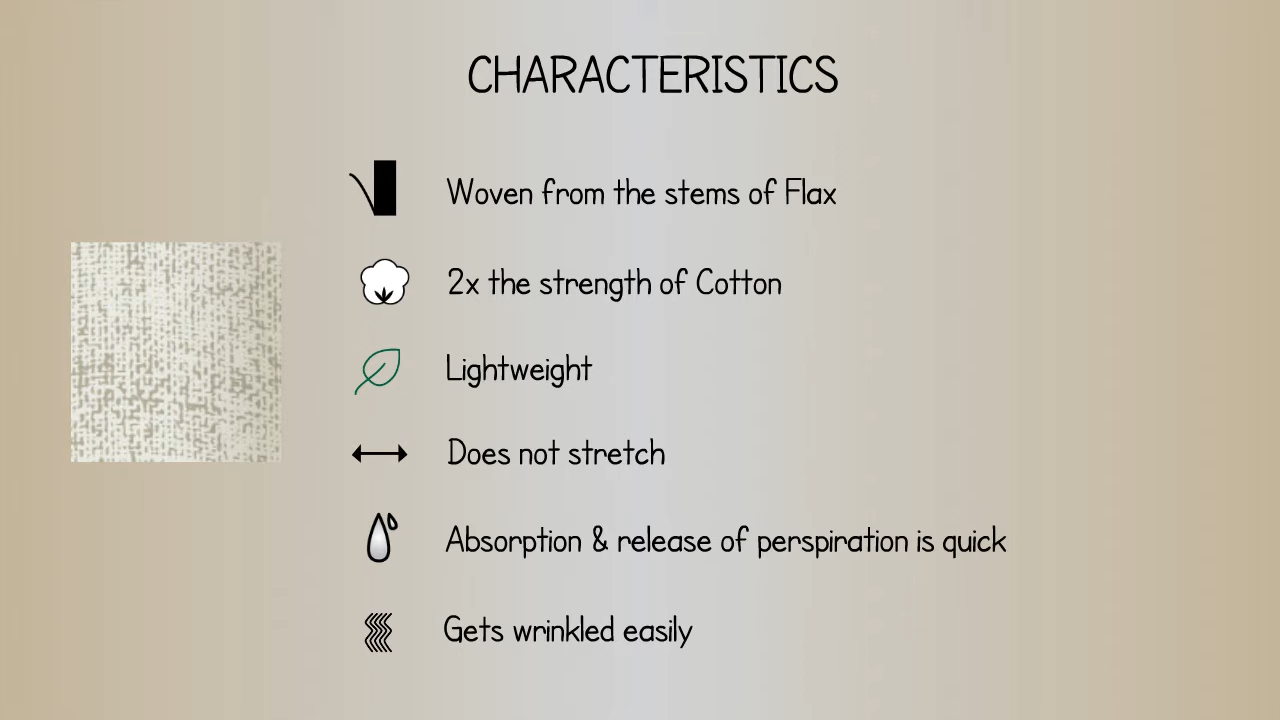 CHARACTERISTICS
Woven from the stems of Flax
2x the strength of Cotton
Lightweight
Does not stretch
Absorption & release of perspiration is quick
Gets wrinkled easily